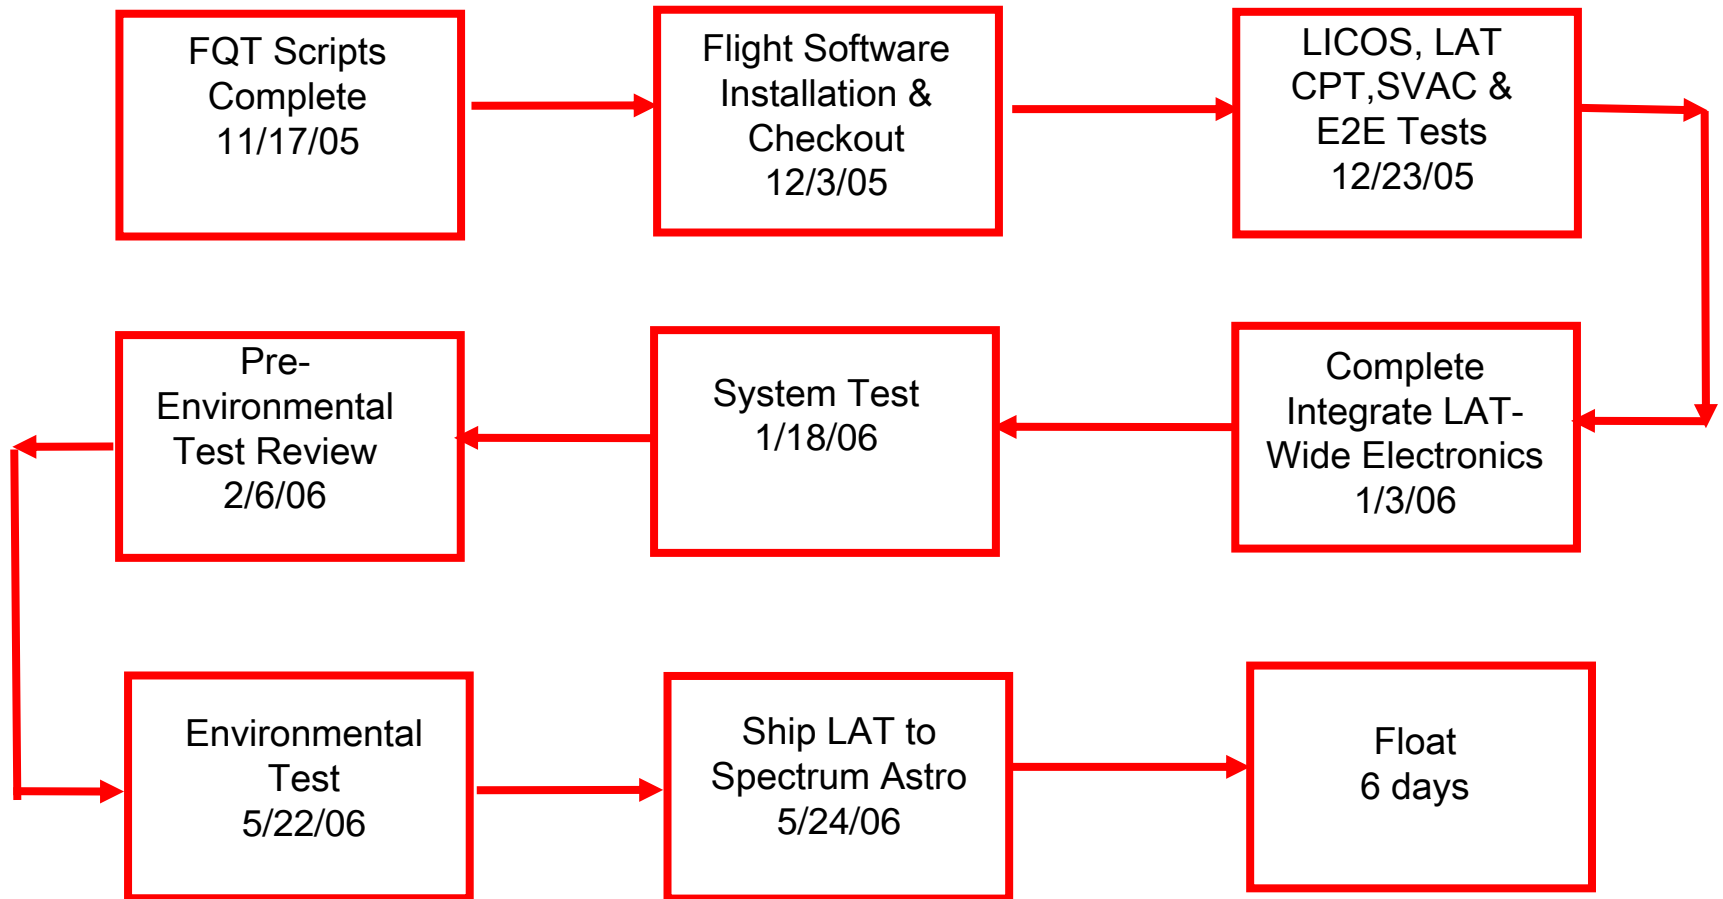 FQT Scripts
Complete
11/17/05
Flight Software
Installation &
Checkout
12/3/05
LICOS, LAT
CPT,SVAC &
E2E Tests
12/23/05
Complete
Integrate LAT-
Wide Electronics
1/3/06
System Test
1/18/06
Pre-
Environmental
Test Review
2/6/06
Environmental
Test
5/22/06
Ship LAT to
Spectrum Astro
5/24/06
Float
6 days